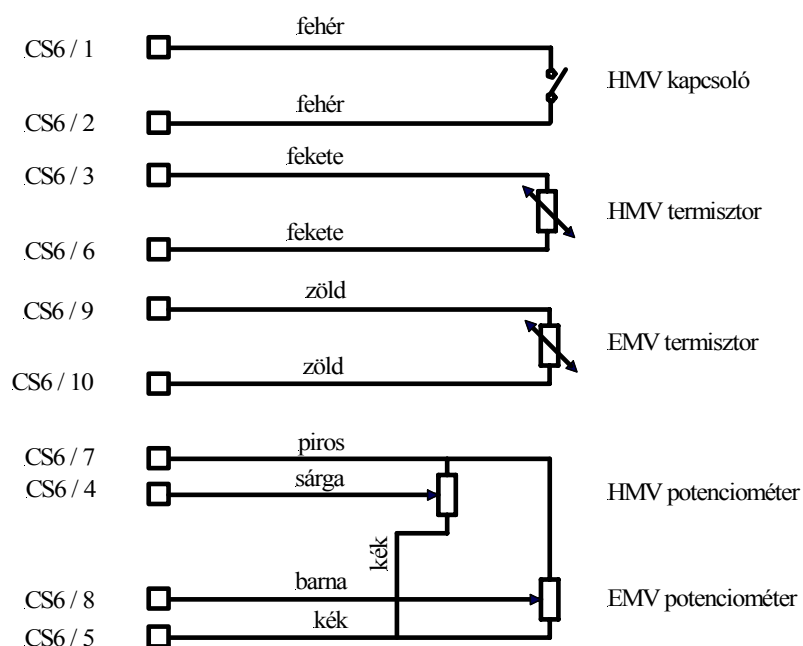 fehér
CS6 / 1
HMV kapcsoló
fehér
CS6 / 2
fekete
CS6 / 3
HMV termisztor
fekete
CS6 / 6
zöld
CS6 / 9
EMV termisztor
zöld
CS6 / 10
piros
CS6 / 7
sárga
CS6 / 4
HMV potenciométer
kék
barna
CS6 / 8
EMV potenciométer
kék
CS6 / 5